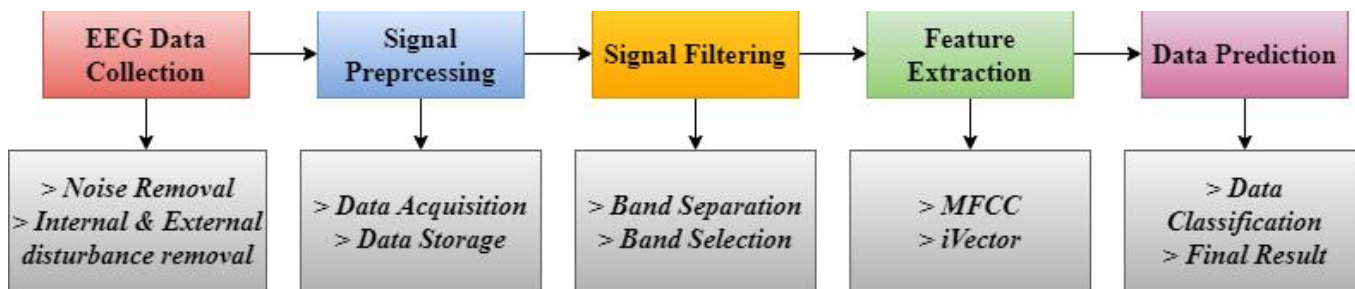 EEG Data
Collection
Signal
Preprcessing
Signal Filtering
Feature
Extraction
Data Prediction
> Noise Removal
> Internal & External
disturbance removal
> Data Acquisition
> Data Storage
> Band Separation
> Band Selection
> MFCC
> iVector
> Data
Classification
> Final Result